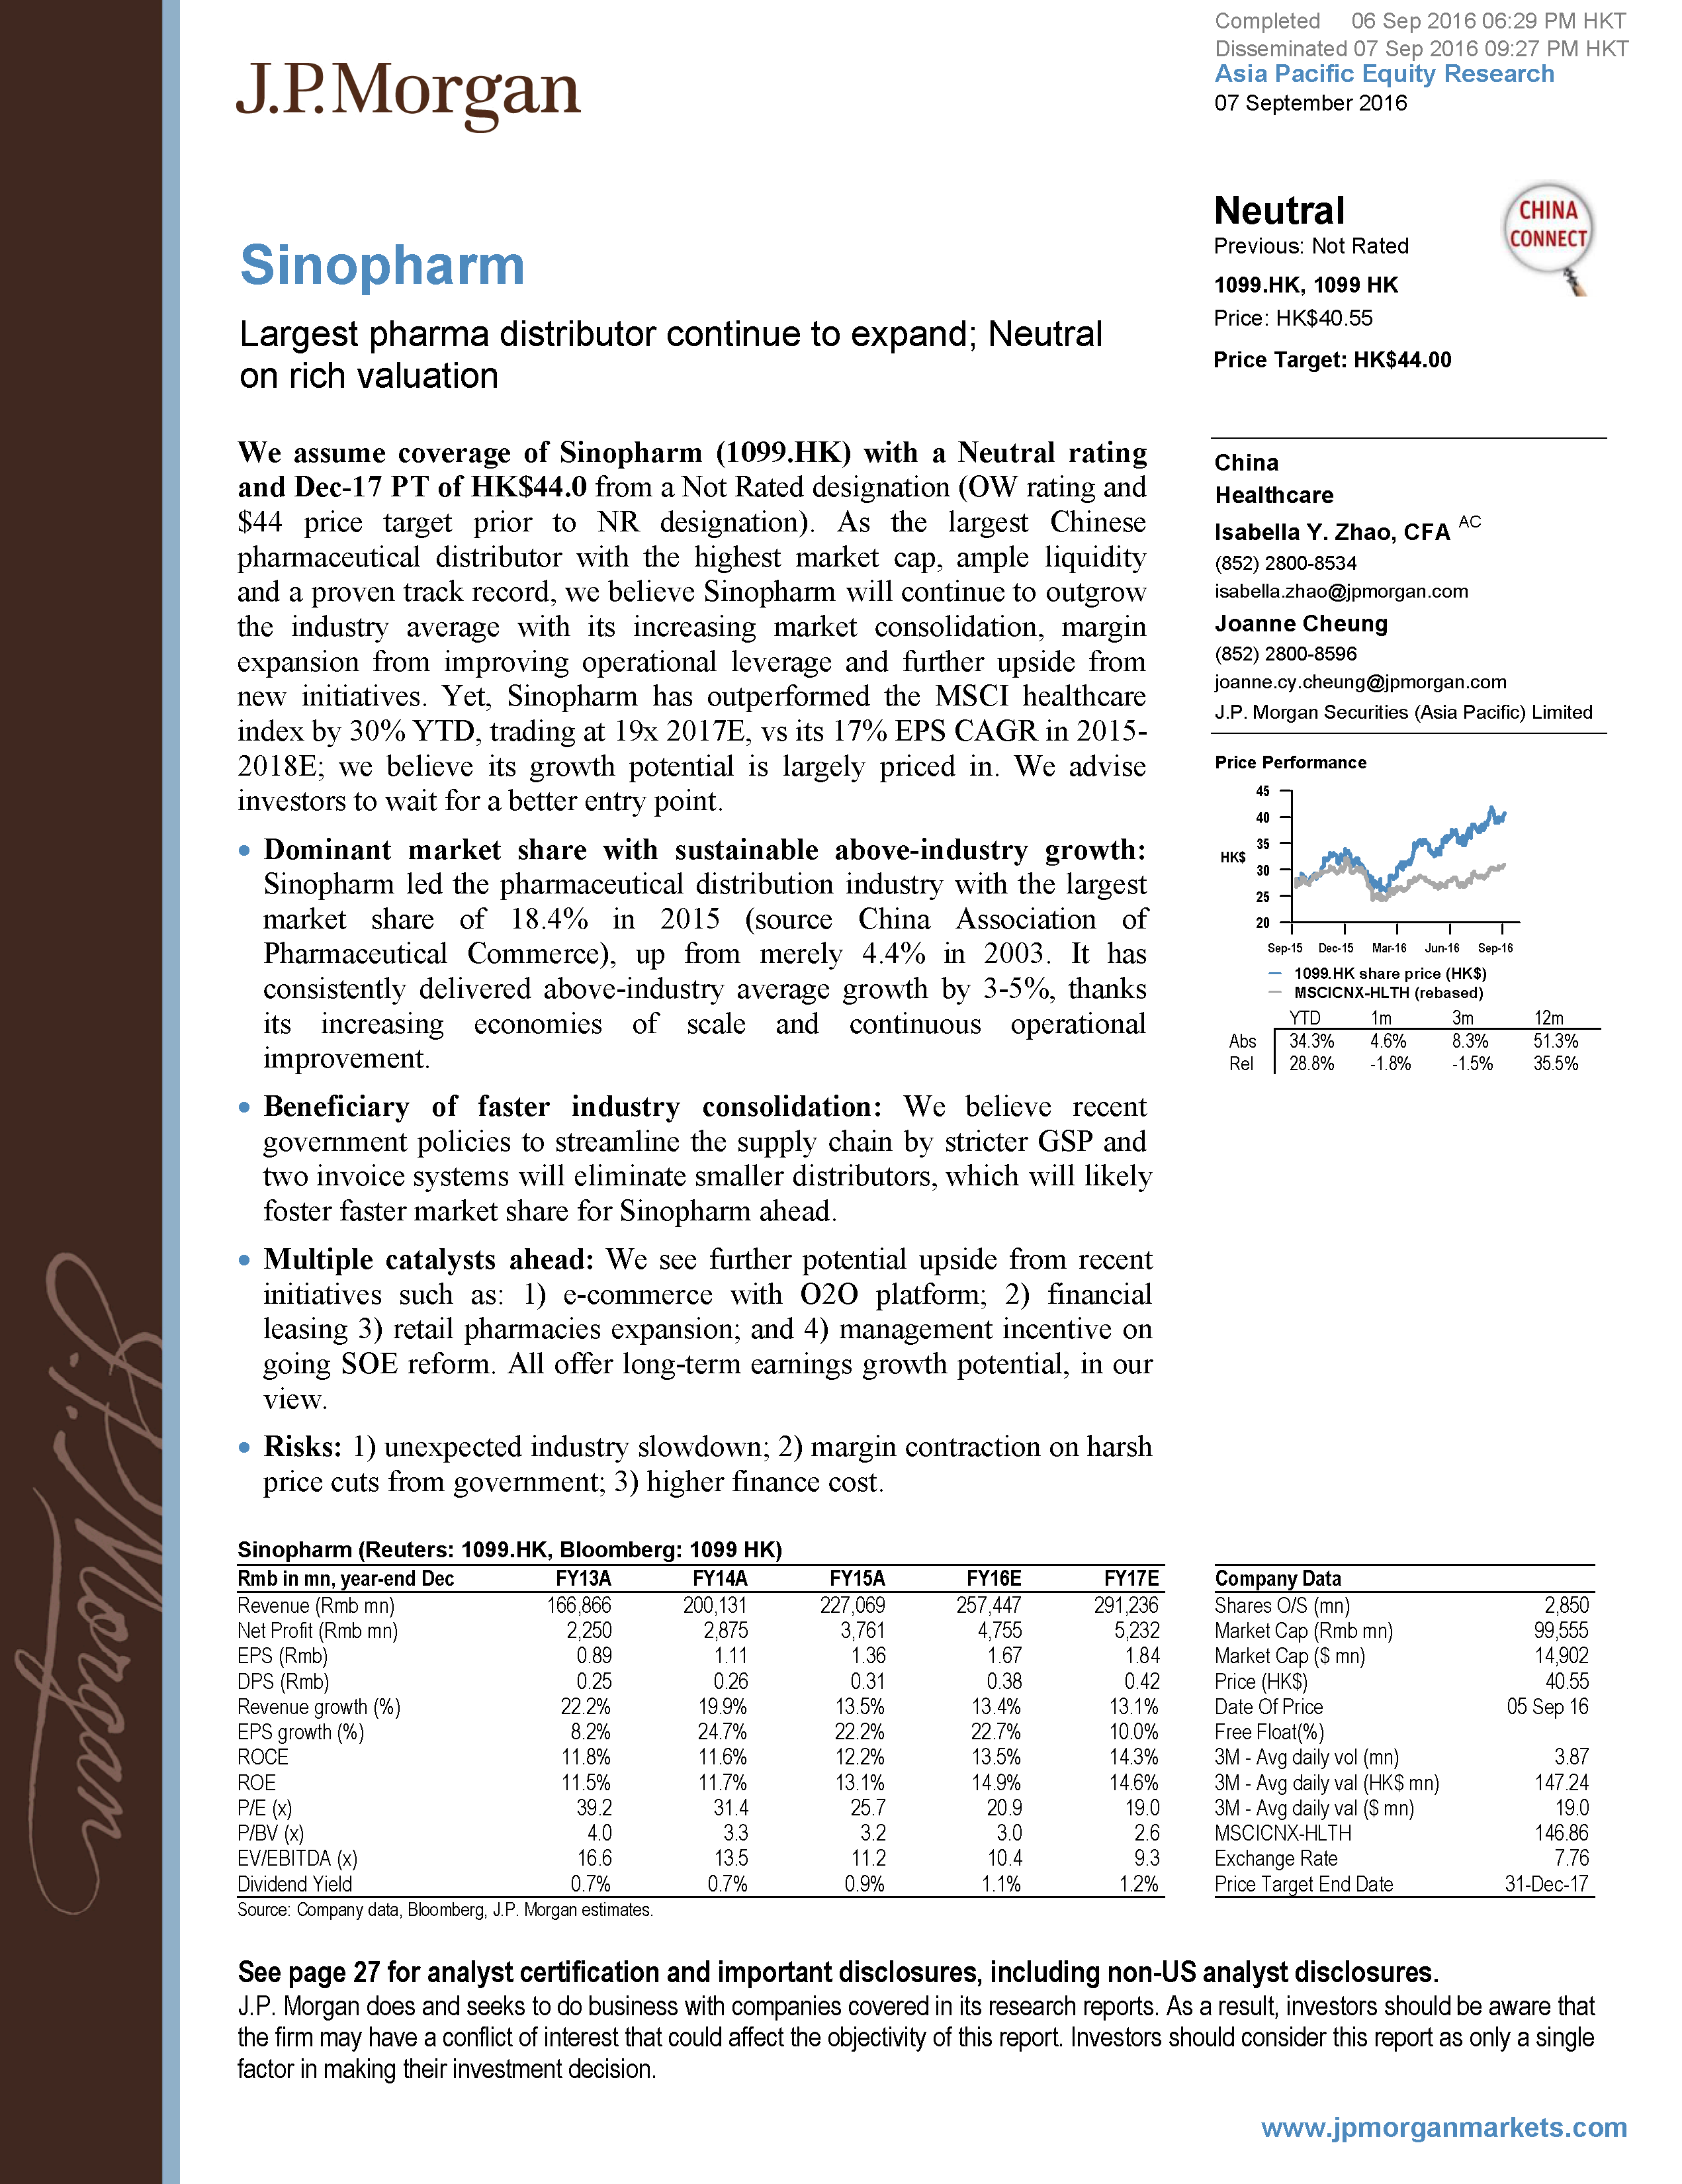 Completed 06 Sep 2016 06:29 PM HKT
Disseminated 07 Sep 2016 09:27 PM HKT
Asia Pacific Equity Research
07 September 2016
J.P.Morgan
Sinopharm
Largest pharma distributor continue to expand; Neutral
on rich valuation
Neutral
Previous: Not Rated
1099.HK, 1099 HK
Price: HK$40.55
Price Target: HK$44.00
CHINA
CONNECT
We assume coverage of Sinopharm (1099.HK) with a Neutral rating
and Dec-17 PT of HK$44.0 from a Not Rated designation (OW rating and
$44 price target prior to NR designation). As the largest Chinese
pharmaceutical distributor with the highest market cap, ample liquidity
and a proven track record, we believe Sinopharm will continue to outgrow
the industry average with its increasing market consolidation, margin
expansion from improving operational leverage and further upside from
new initiatives. Yet, Sinopharm has outperformed the MSCI healthcare
index by 30% YTD, trading at 19x 2017E, vs its 17% EPS CAGR in 2015-
2018E; we believe its growth potential is largely priced in. We advise
investors to wait for a better entry point.
• Dominant market share with sustainable above-industry growth:
Sinopharm led the pharmaceutical distribution industry with the largest
market share of 18.4% in 2015 (source China Association of
Pharmaceutical Commerce), up from merely 4.4% in 2003. It has
consistently delivered above-industry average growth by 3-5%, thanks
its increasing economies of scale and continuous operational
improvement.
• Beneficiary of faster industry consolidation: We believe recent
government policies to streamline the supply chain by stricter GSP and
two invoice systems will eliminate smaller distributors, which will likely
foster faster market share for Sinopharm ahead.
• Multiple catalysts ahead: We see further potential upside from recent
initiatives such as: 1) e-commerce with O2O platform; 2) financial
leasing 3) retail pharmacies expansion; and 4) management incentive on
going SOE reform. All offer long-term earnings growth potential, in our
view.
• Risks: 1) unexpected industry slowdown; 2) margin contraction on harsh
price cuts from government; 3) higher finance cost.
China
Healthcare
Isabella Y. Zhao, CFA AC
(852) 2800-8534
isabella.zhao@jpmorgan.com
Joanne Cheung
(852) 2800-8596
joanne.cy.cheung@jpmorgan.com
J.P. Morgan Securities (Asia Pacific) Limited
Price Performance
45
40
35
HK$
30
25
20
Sep-15 Dec-15 Mar-16 Jun-16 Sep-16
1099.HK share price (HK$)
MSCICNX-HLTH (rebased)
YTD 1m 3m 12m
Abs 34.3% 4.6% 8.3% 51.3%
Rel 28.8% -1.8% -1.5% 35.5%
J.P. Morgan
Sinopharm (Reuters: 1099.HK, Bloomberg: 1099 HK)
Rmb in mn, year-end Dec FY13A FY14A FY15A FY16E FY17E
Revenue (Rmb mn) 166,866 200,131 227,069 257,447 291,236
Net Profit (Rmb mn) 2,250 2,875 3,761 4,755 5,232
EPS (Rmb) 0.89 1.11 1.36 1.67 1.84
DPS (Rmb) 0.25 0.26 0.31 0.38 0.42
Revenue growth (%) 22.2% 19.9% 13.5% 13.4% 13.1%
EPS growth (%) 8.2% 24.7% 22.2% 22.7% 10.0%
ROCE 11.8% 11.6% 12.2% 13.5% 14.3%
ROE 11.5% 11.7% 13.1% 14.9% 14.6%
P/E (x) 39.2 31.4 25.7 20.9 19.0
P/BV (x) 4.0 3.3 3.2 3.0 2.6
EV/EBITDA (x) 16.6 13.5 11.2 10.4 9.3
Dividend Yield 0.7% 0.7% 0.9% 1.1% 1.2%
Source: Company data, Bloomberg, J.P. Morgan estimates.
Company Data
Shares O/S (mn) 2,850
Market Cap (Rmb mn) 99,555
Market Cap ($ mn) 14,902
Price (HK$) 40.55
Date Of Price 05 Sep 16
Free Float(%)
3M - Avg daily vol (mn) 3.87
3M - Avg daily val (HK$ mn) 147.24
3M - Avg daily val ($ mn) 19.0
MSCICNX-HLTH 146.86
Exchange Rate 7.76
Price Target End Date 31-Dec-17
See page 27 for analyst certification and important disclosures, including non-US analyst disclosures.
J.P. Morgan does and seeks to do business with companies covered in its research reports. As a result, investors should be aware that
the firm may have a conflict of interest that could affect the objectivity of this report. Investors should consider this report as only a single
factor in making their investment decision.
www.jpmorganmarkets.com